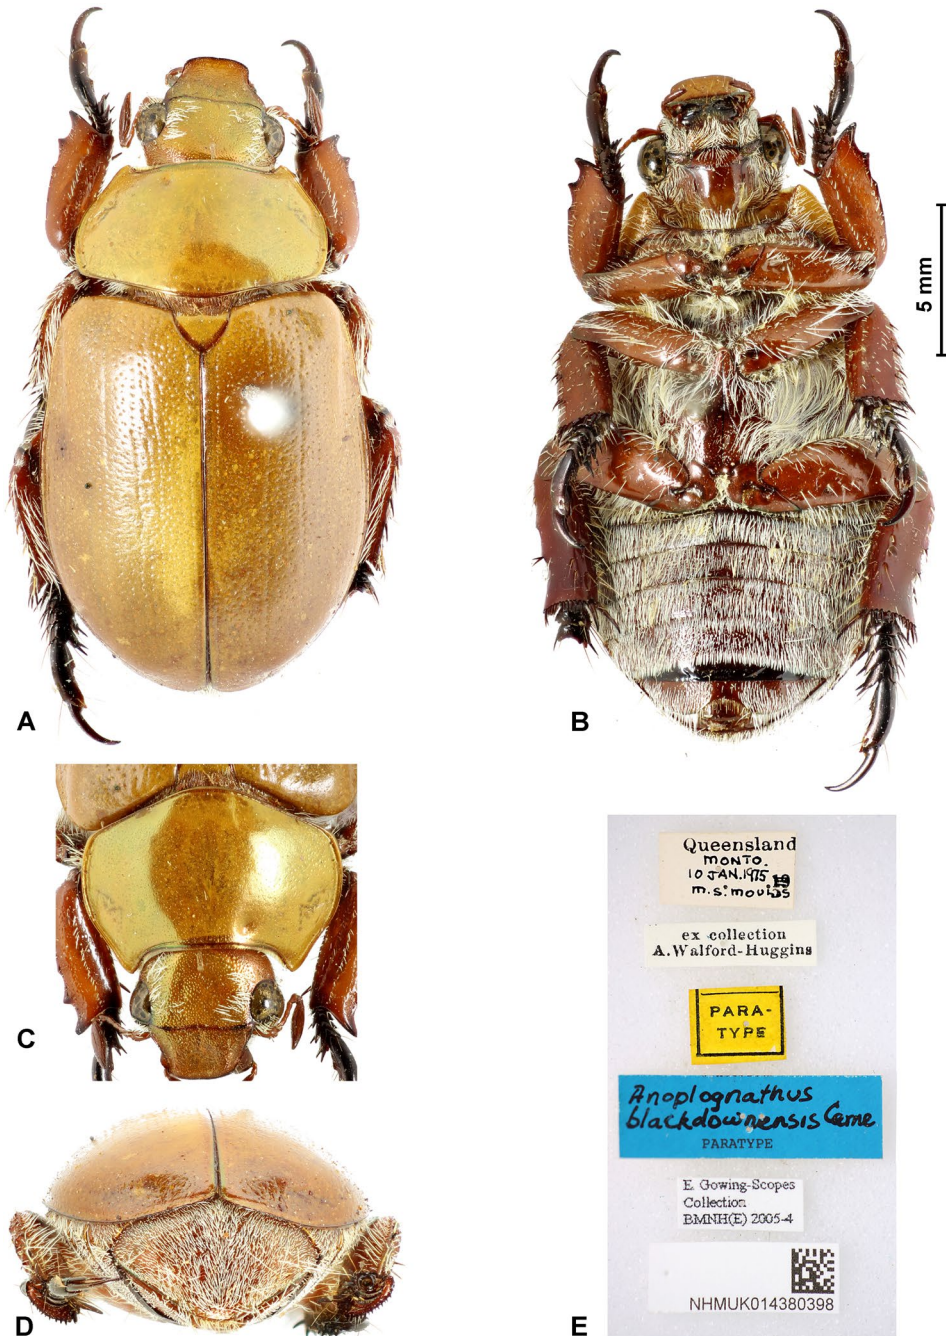 A
B
5 mm
C
D
E
Queensland
MONTO.
10 JAN. 1975
M.S. Moulds
ex collection
A. Walford-Huggins
PARA-
TYPE
Anoplognathus
blackdownensis Carne
PARATYPE
E. Gowing-Scopes
Collection
BMNH(E) 2005-4
NHMUK014380398